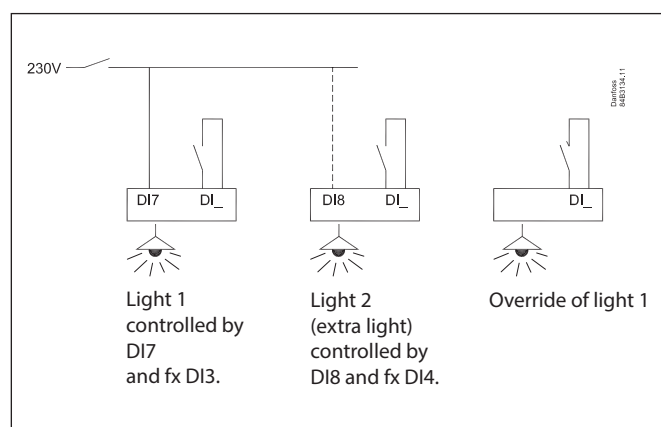 230V
Danfoss
84B3134.11
DI7 DI_
DI8 DI_
DI_
Light 1
controlled by
DI7
and fx DI3.
Light 2
(extra light)
controlled by
DI8 and fx DI4.
Override of light 1